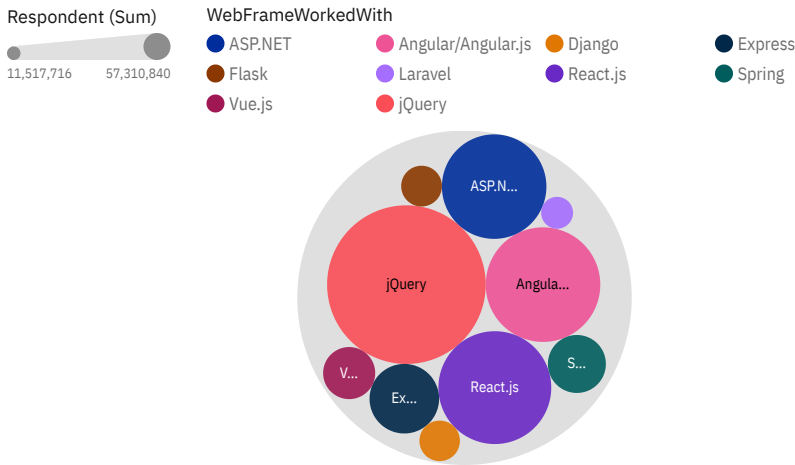 Respondent (Sum)
11,517,716 57,310,840
WebFrameWorkedWith
ASP.NET Angular/Angular.js Django Express
Flask Laravel React.js Spring
Vue.js jQuery
ASP.N...
jQuery
Angula...
S...
V...
React.js
Ex...